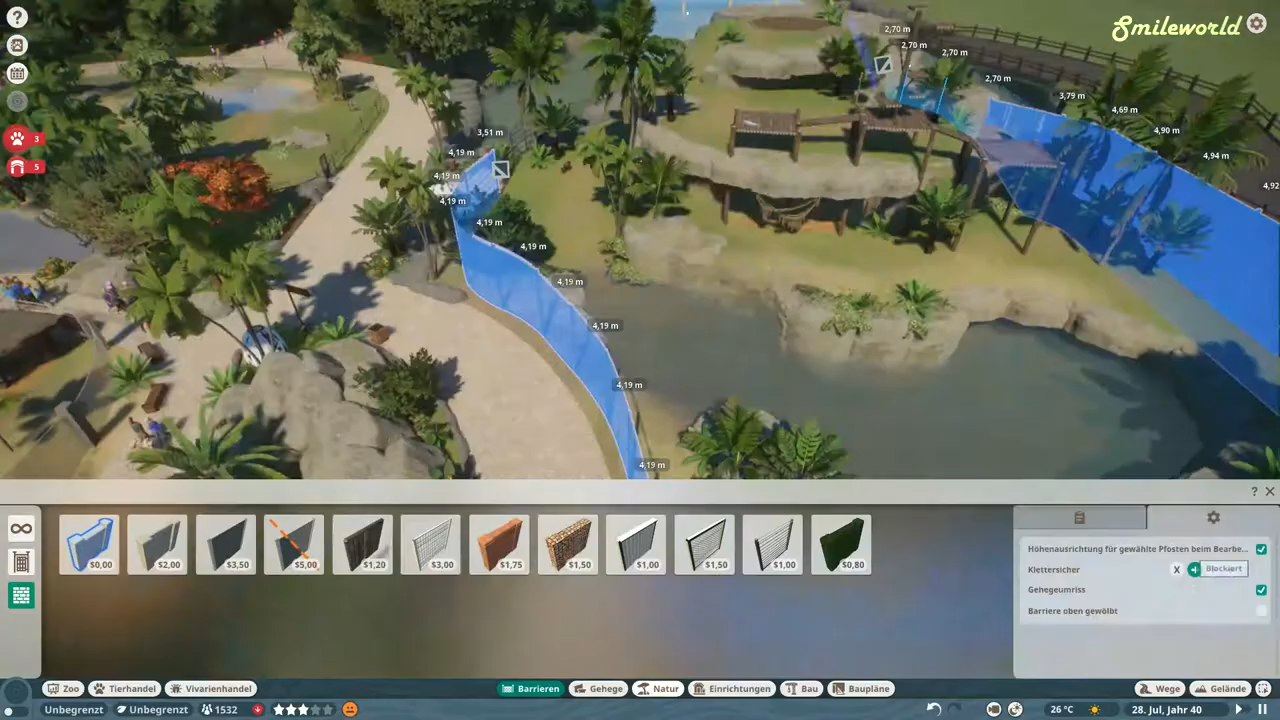 Smileworld
3
5
2,70 m
2,70 m
2,70 m
2,70 m
3,79 m
4,69 m
4,90 m
4,94 m
4,92
3,51 m
4,19 m
4,19 m
4,19 m
4,19 m
4,19 m
4,19 m
4,19 m
4,19 m
4,19 m
? X
$0,00 $2,00 $3,50 $5,00 $1,20 $3,00 $1,75 $1,50 $1,00 $1,50 $1,00 $0,80
Höhenausrichtung für gewählte Pfosten beim Bearbe...
Klettersicher X Blockiert
Gehegeumriss
Barriere oben gewölbt
Zoo Tierhandel Vivarienhandel Barrieren Gehege Natur Einrichtungen Bau Baupläne Wege Gelände
Unbegrenzt Unbegrenzt 1532 26 °C 28. Jul, Jahr 40